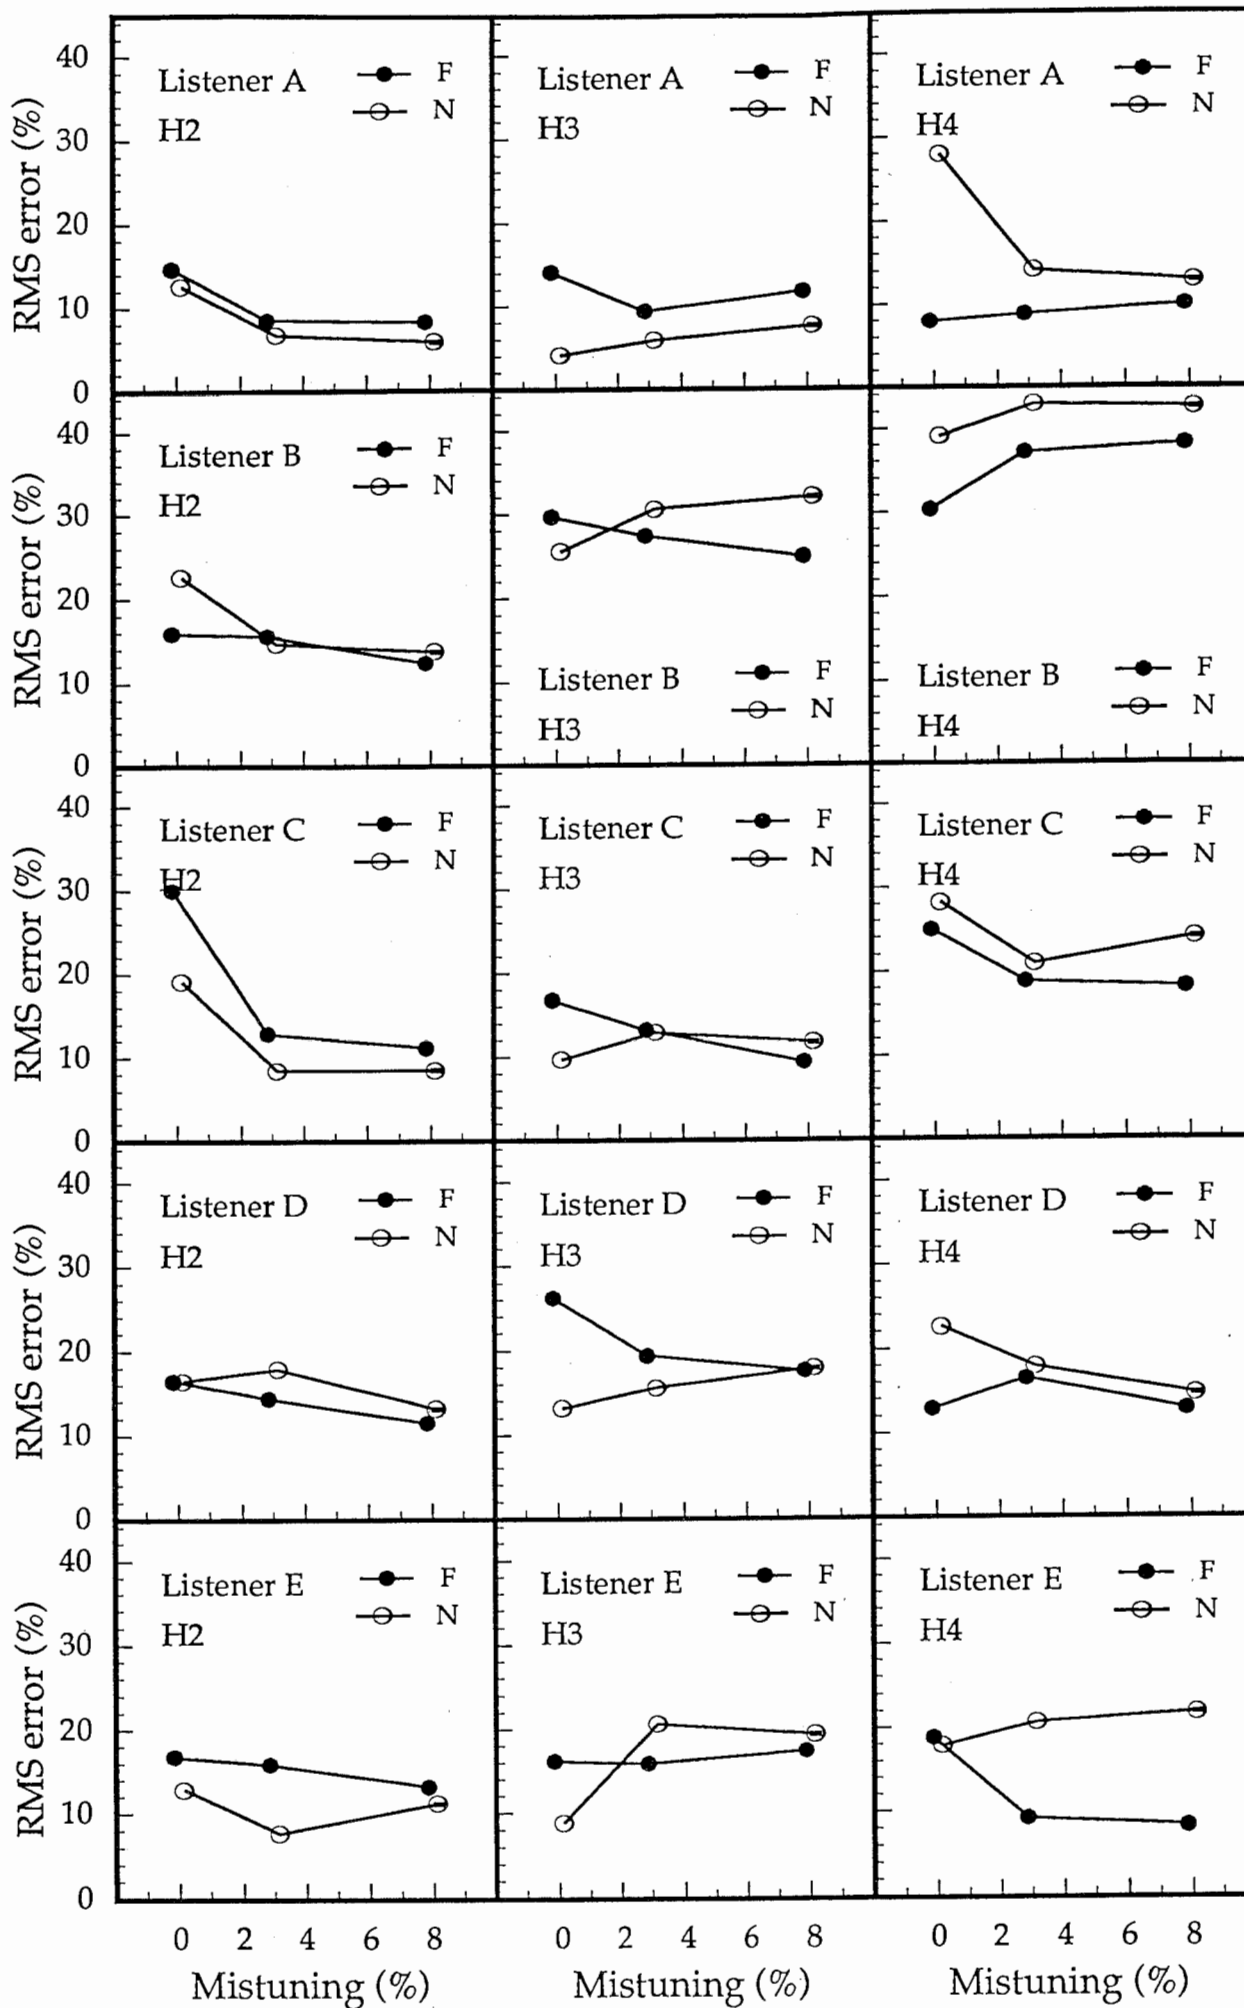 RMS error (%)
40
30
20
10
0
Listener A
H2
F
N
Listener A
H3
F
N
Listener A
H4
F
N
RMS error (%)
40
30
20
10
0
Listener B
H2
F
N
Listener B
H3
F
N
Listener B
H4
F
N
RMS error (%)
40
30
20
10
0
Listener C
H2
F
N
Listener C
H3
F
N
Listener C
H4
F
N
RMS error (%)
40
30
20
10
0
Listener D
H2
F
N
Listener D
H3
F
N
Listener D
H4
F
N
RMS error (%)
40
30
20
10
0
Listener E
H2
F
N
Listener E
H3
F
N
Listener E
H4
F
N
0 2 4 6 8 0 2 4 6 8 0 2 4 6 8
Mistuning (%) Mistuning (%) Mistuning (%)